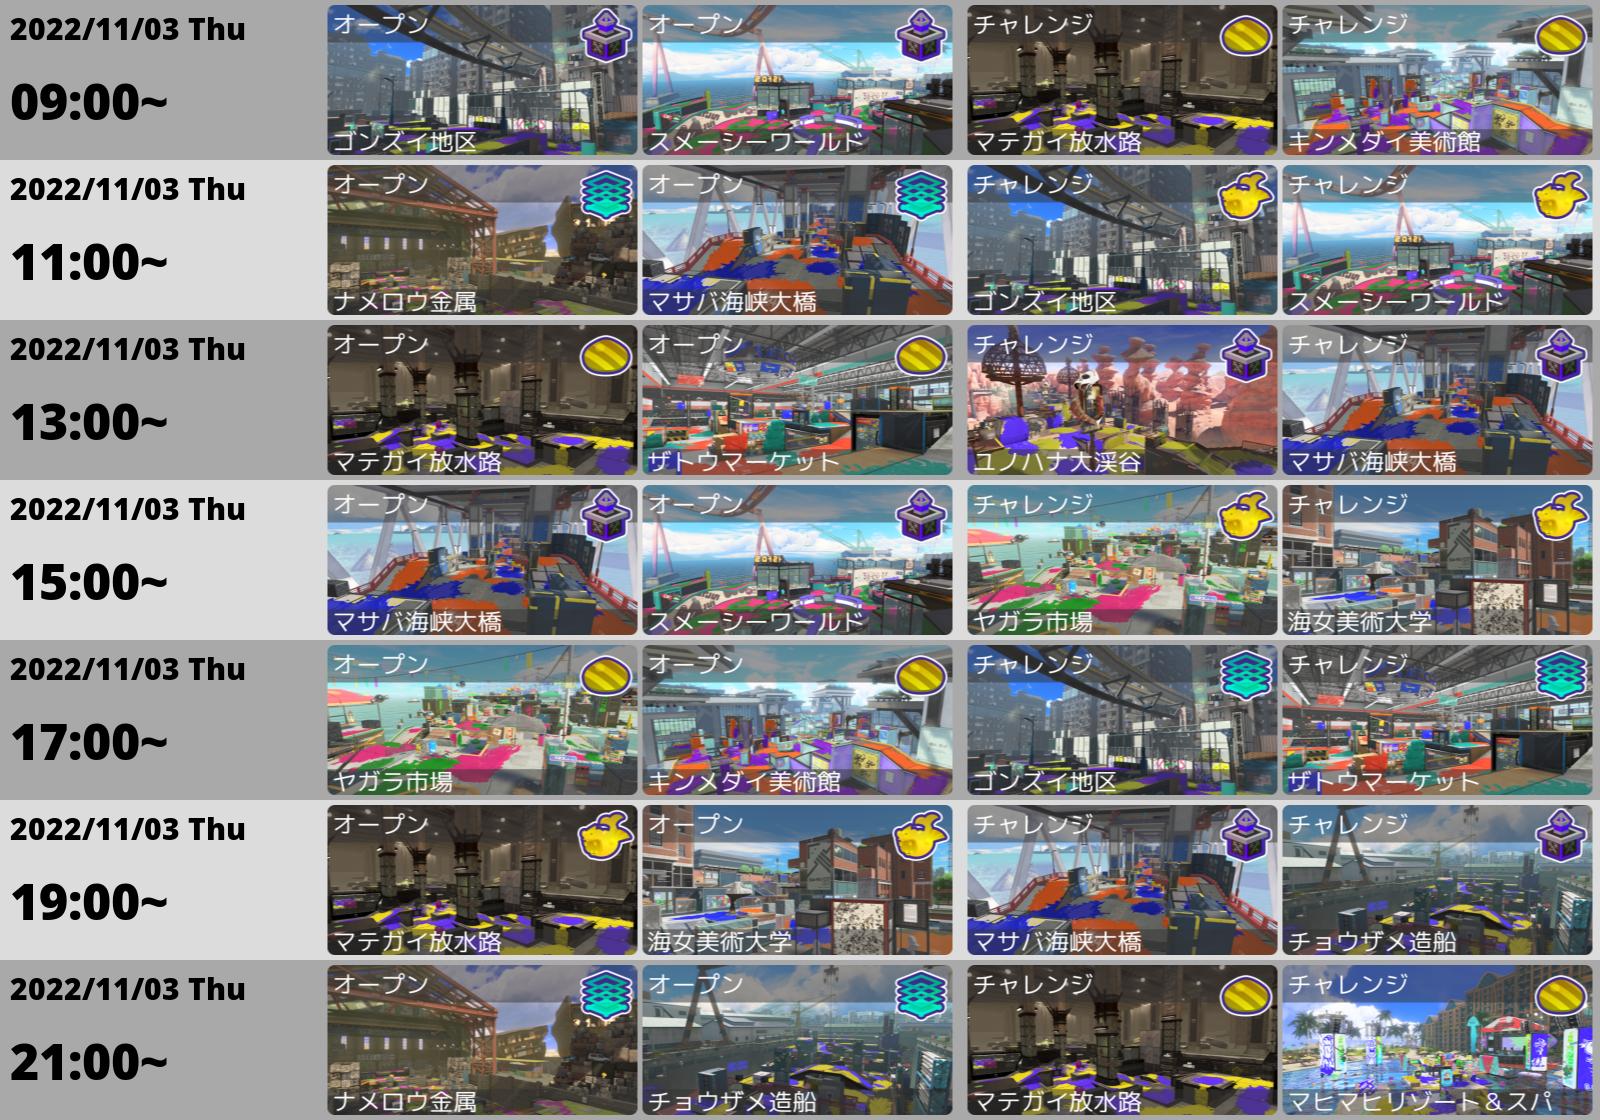 2022/11/03 Thu
09:00~
オープン
ゴンズイ地区
オープン
スメーシーワールド
チャレンジ
マテガイ放水路
チャレンジ
キンメダイ美術館
2022/11/03 Thu
11:00~
オープン
ナメロウ金属
オープン
マサバ海峡大橋
チャレンジ
ゴンズイ地区
チャレンジ
スメーシーワールド
2022/11/03 Thu
13:00~
オープン
マテガイ放水路
オープン
ザトウマーケット
チャレンジ
ユノハナ大渓谷
チャレンジ
マサバ海峡大橋
2022/11/03 Thu
15:00~
オープン
マサバ海峡大橋
オープン
スメーシーワールド
チャレンジ
ヤガラ市場
チャレンジ
海女美術大学
2022/11/03 Thu
17:00~
オープン
ヤガラ市場
オープン
キンメダイ美術館
チャレンジ
ゴンズイ地区
チャレンジ
ザトウマーケット
2022/11/03 Thu
19:00~
オープン
マテガイ放水路
オープン
海女美術大学
チャレンジ
マサバ海峡大橋
チャレンジ
チョウザメ造船
2022/11/03 Thu
21:00~
オープン
ナメロウ金属
オープン
チョウザメ造船
チャレンジ
マテガイ放水路
チャレンジ
マヒマヒリゾート＆スパ